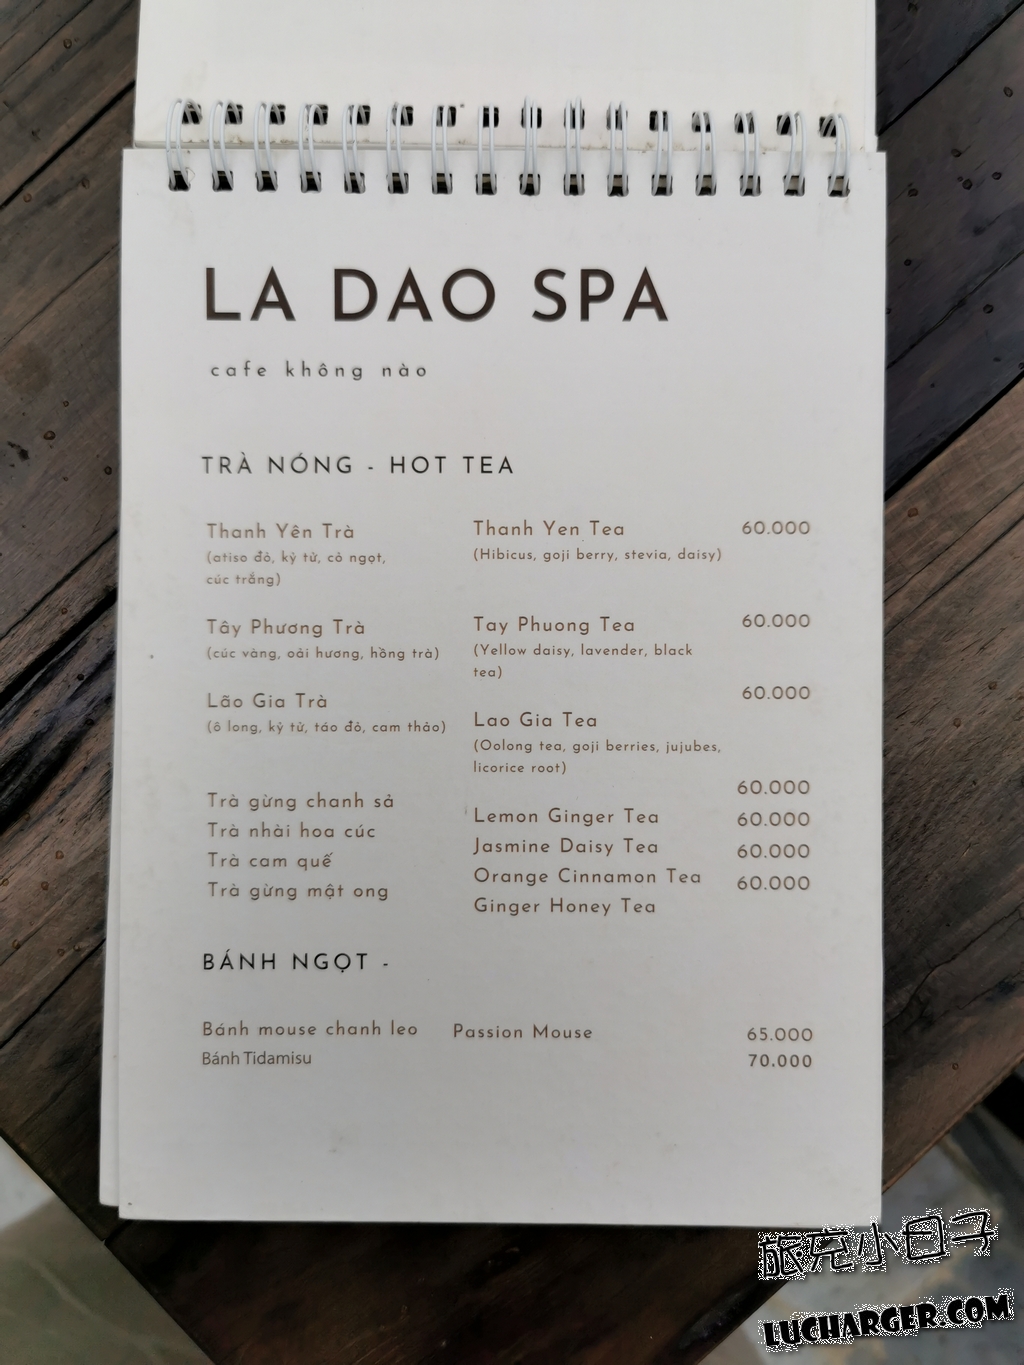 LA DAO SPA
cafe không nào
TRÀ NÓNG - HOT TEA
Thanh Yên Trà Thanh Yen Tea 60.000
(atiso đỏ, kỷ tử, cỏ ngọt, (Hibicus, goji berry, stevia, daisy)
cúc trắng)
Tây Phương Trà Tay Phuong Tea 60.000
(cúc vàng, oải hương, hồng trà) (Yellow daisy, lavender, black
tea)
Lão Gia Trà 60.000
(ô long, kỷ tử, táo đỏ, cam thảo) Lao Gia Tea
(Oolong tea, goji berries, jujubes,
licorice root)
Trà gừng chanh sả 60.000
Trà nhài hoa cúc Lemon Ginger Tea 60.000
Trà cam quế Jasmine Daisy Tea 60.000
Trà gừng mật ong Orange Cinnamon Tea 60.000
Ginger Honey Tea
BÁNH NGỌT -
Bánh mouse chanh leo Passion Mouse 65.000
Bánh Tidamisu 70.000
旅充小日子
LUCHARGER.COM